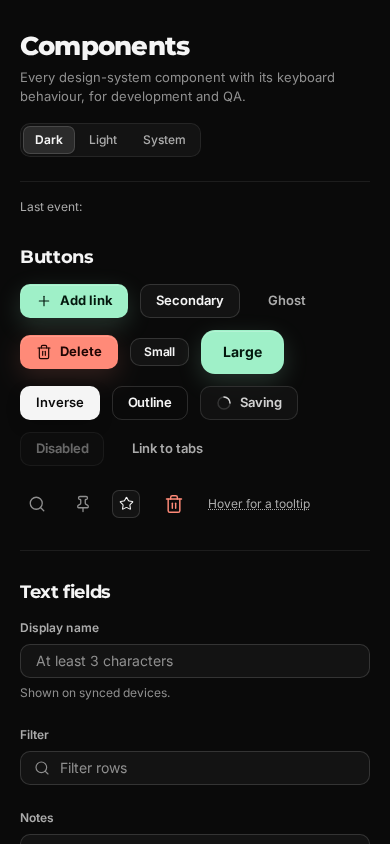 Components
Every design-system component with its keyboard
behaviour, for development and QA.
Dark Light System
Last event:
Buttons
Add link Secondary Ghost
Delete Small Large
Inverse Outline Saving
Disabled Link to tabs
Hover for a tooltip
Text fields
Display name
At least 3 characters
Shown on synced devices.
Filter
Filter rows
Notes